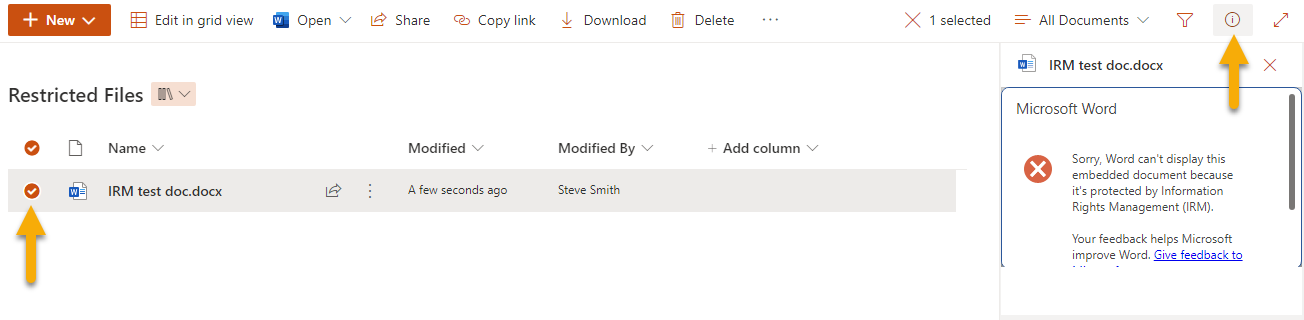 + New Edit in grid view Open Share Copy link Download Delete ... 1 selected All Documents
IRM test doc.docx
Restricted Files
Microsoft Word
Name Modified Modified By + Add column
IRM test doc.docx A few seconds ago Steve Smith
Sorry, Word can't display this
embedded document because
it's protected by Information
Rights Management (IRM).
Your feedback helps Microsoft
improve Word. Give feedback to